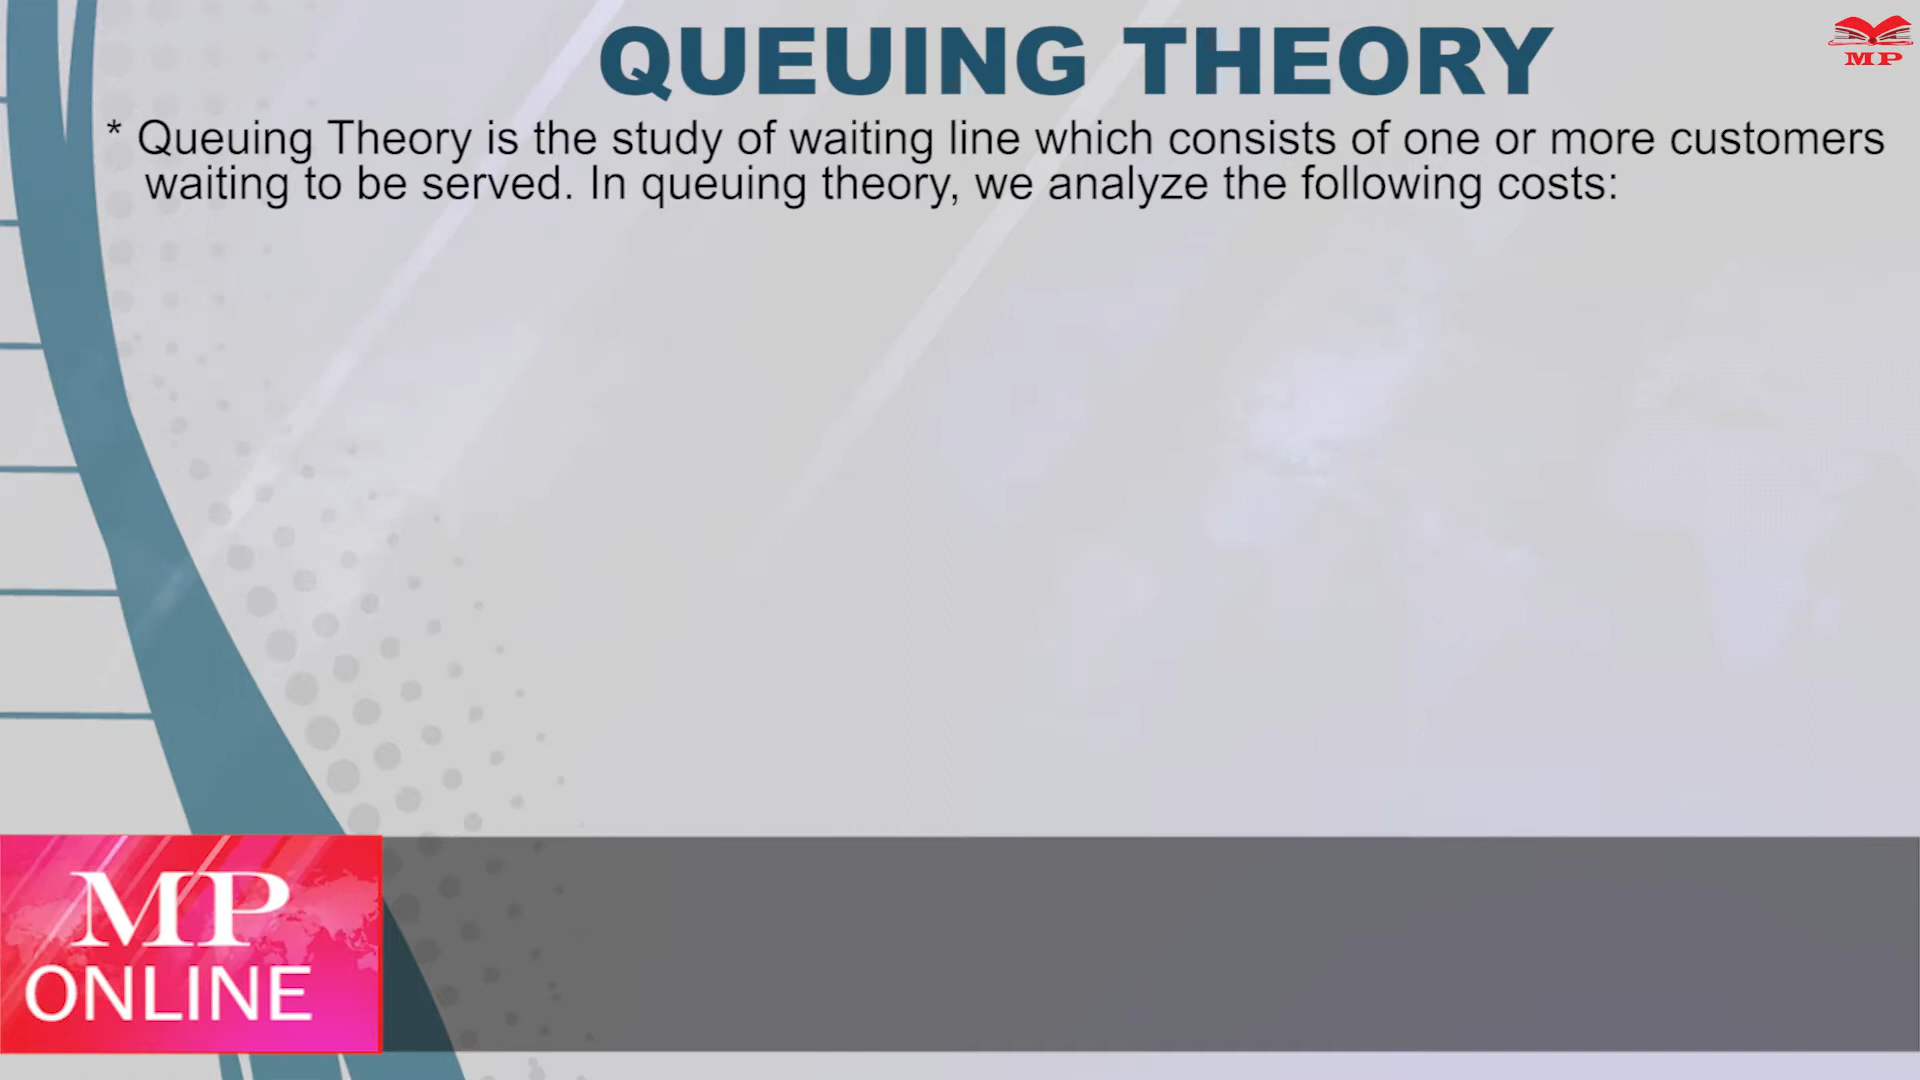 QUEUING THEORY
MP
* Queuing Theory is the study of waiting line which consists of one or more customers
waiting to be served. In queuing theory, we analyze the following costs:
MP
ONLINE